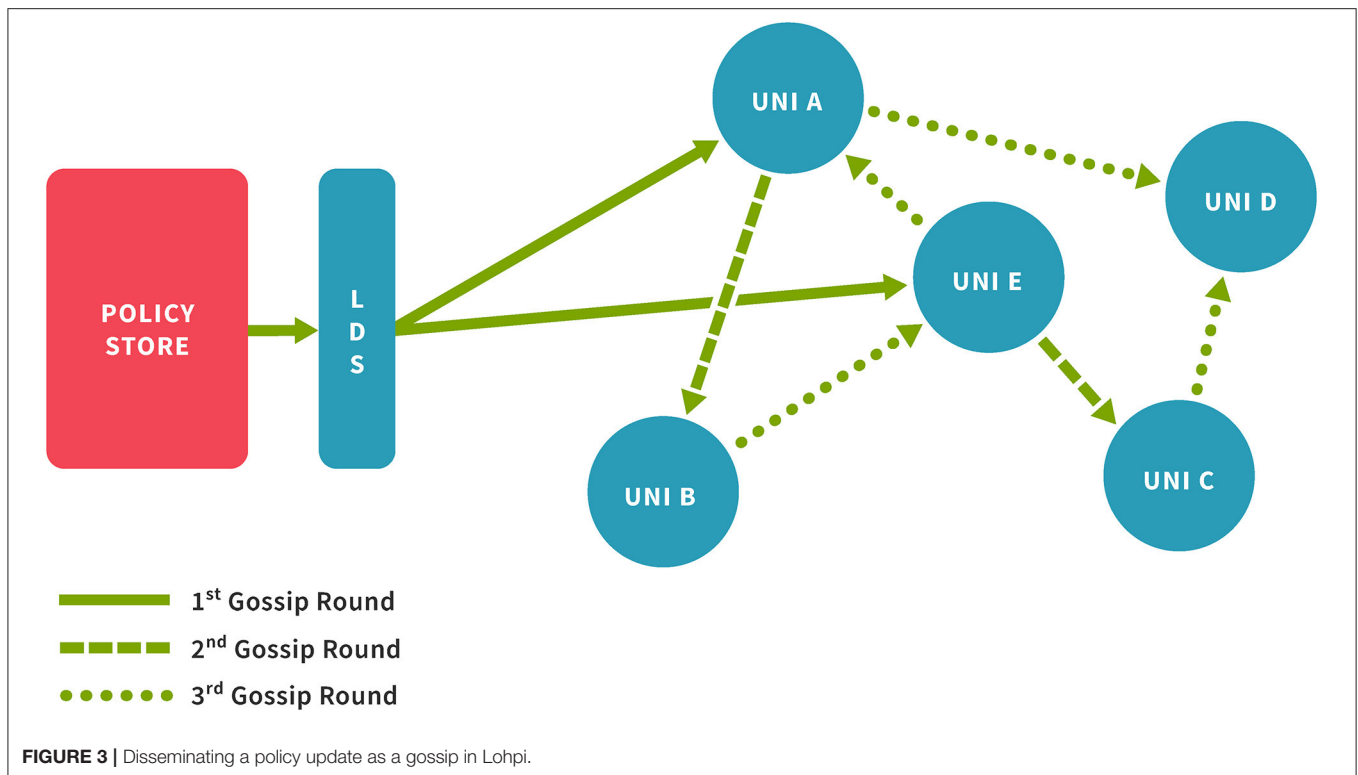 UNI A
UNI D
UNI E
POLICY
STORE
L
D
S
UNI B
UNI C
1st Gossip Round
2nd Gossip Round
3rd Gossip Round
FIGURE 3 | Disseminating a policy update as a gossip in Lohpi.